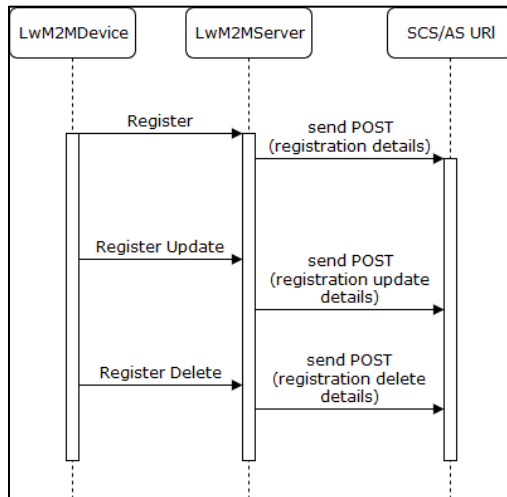 LwM2MDevice
LwM2MServer
SCS/AS URl
Register
send POST
(registration details)
Register Update
send POST
(registration update
details)
Register Delete
send POST
(registration delete
details)